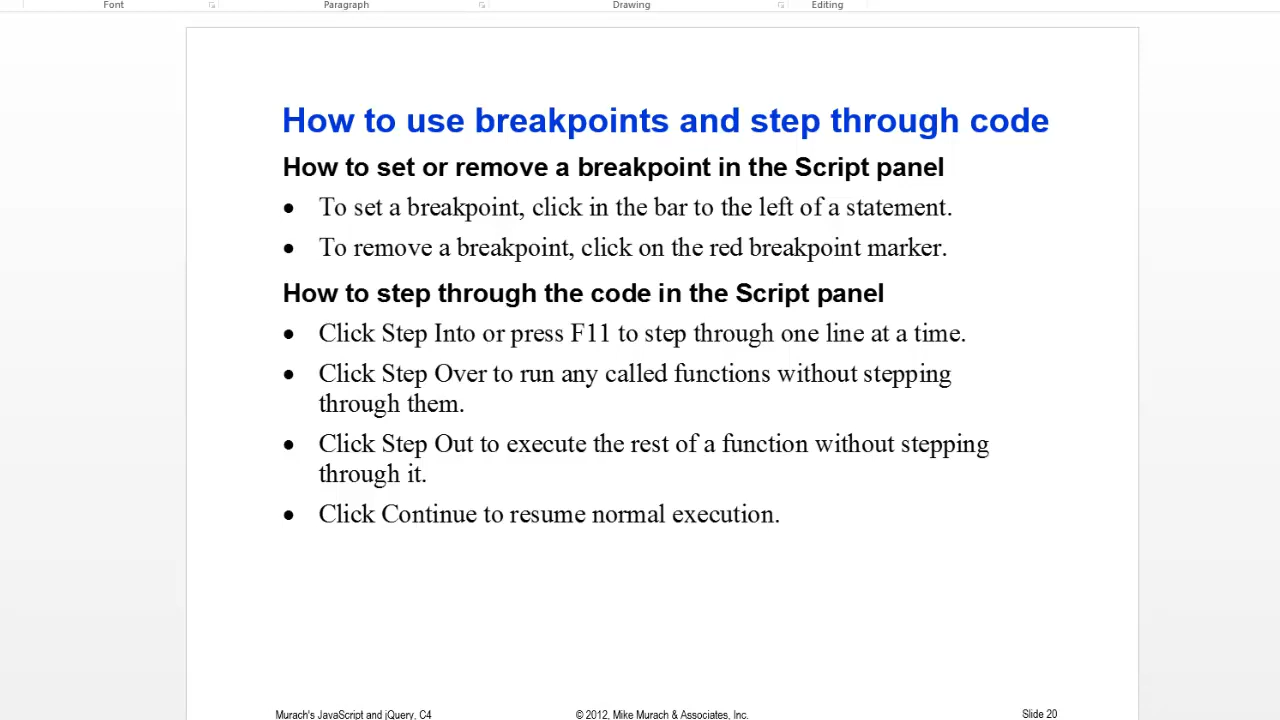 Font Paragraph Drawing Editing
How to use breakpoints and step through code
How to set or remove a breakpoint in the Script panel
• To set a breakpoint, click in the bar to the left of a statement.
• To remove a breakpoint, click on the red breakpoint marker.
How to step through the code in the Script panel
• Click Step Into or press F11 to step through one line at a time.
• Click Step Over to run any called functions without stepping
through them.
• Click Step Out to execute the rest of a function without stepping
through it.
• Click Continue to resume normal execution.
Murach's JavaScript and jQuery, C4 © 2012, Mike Murach & Associates, Inc. Slide 20